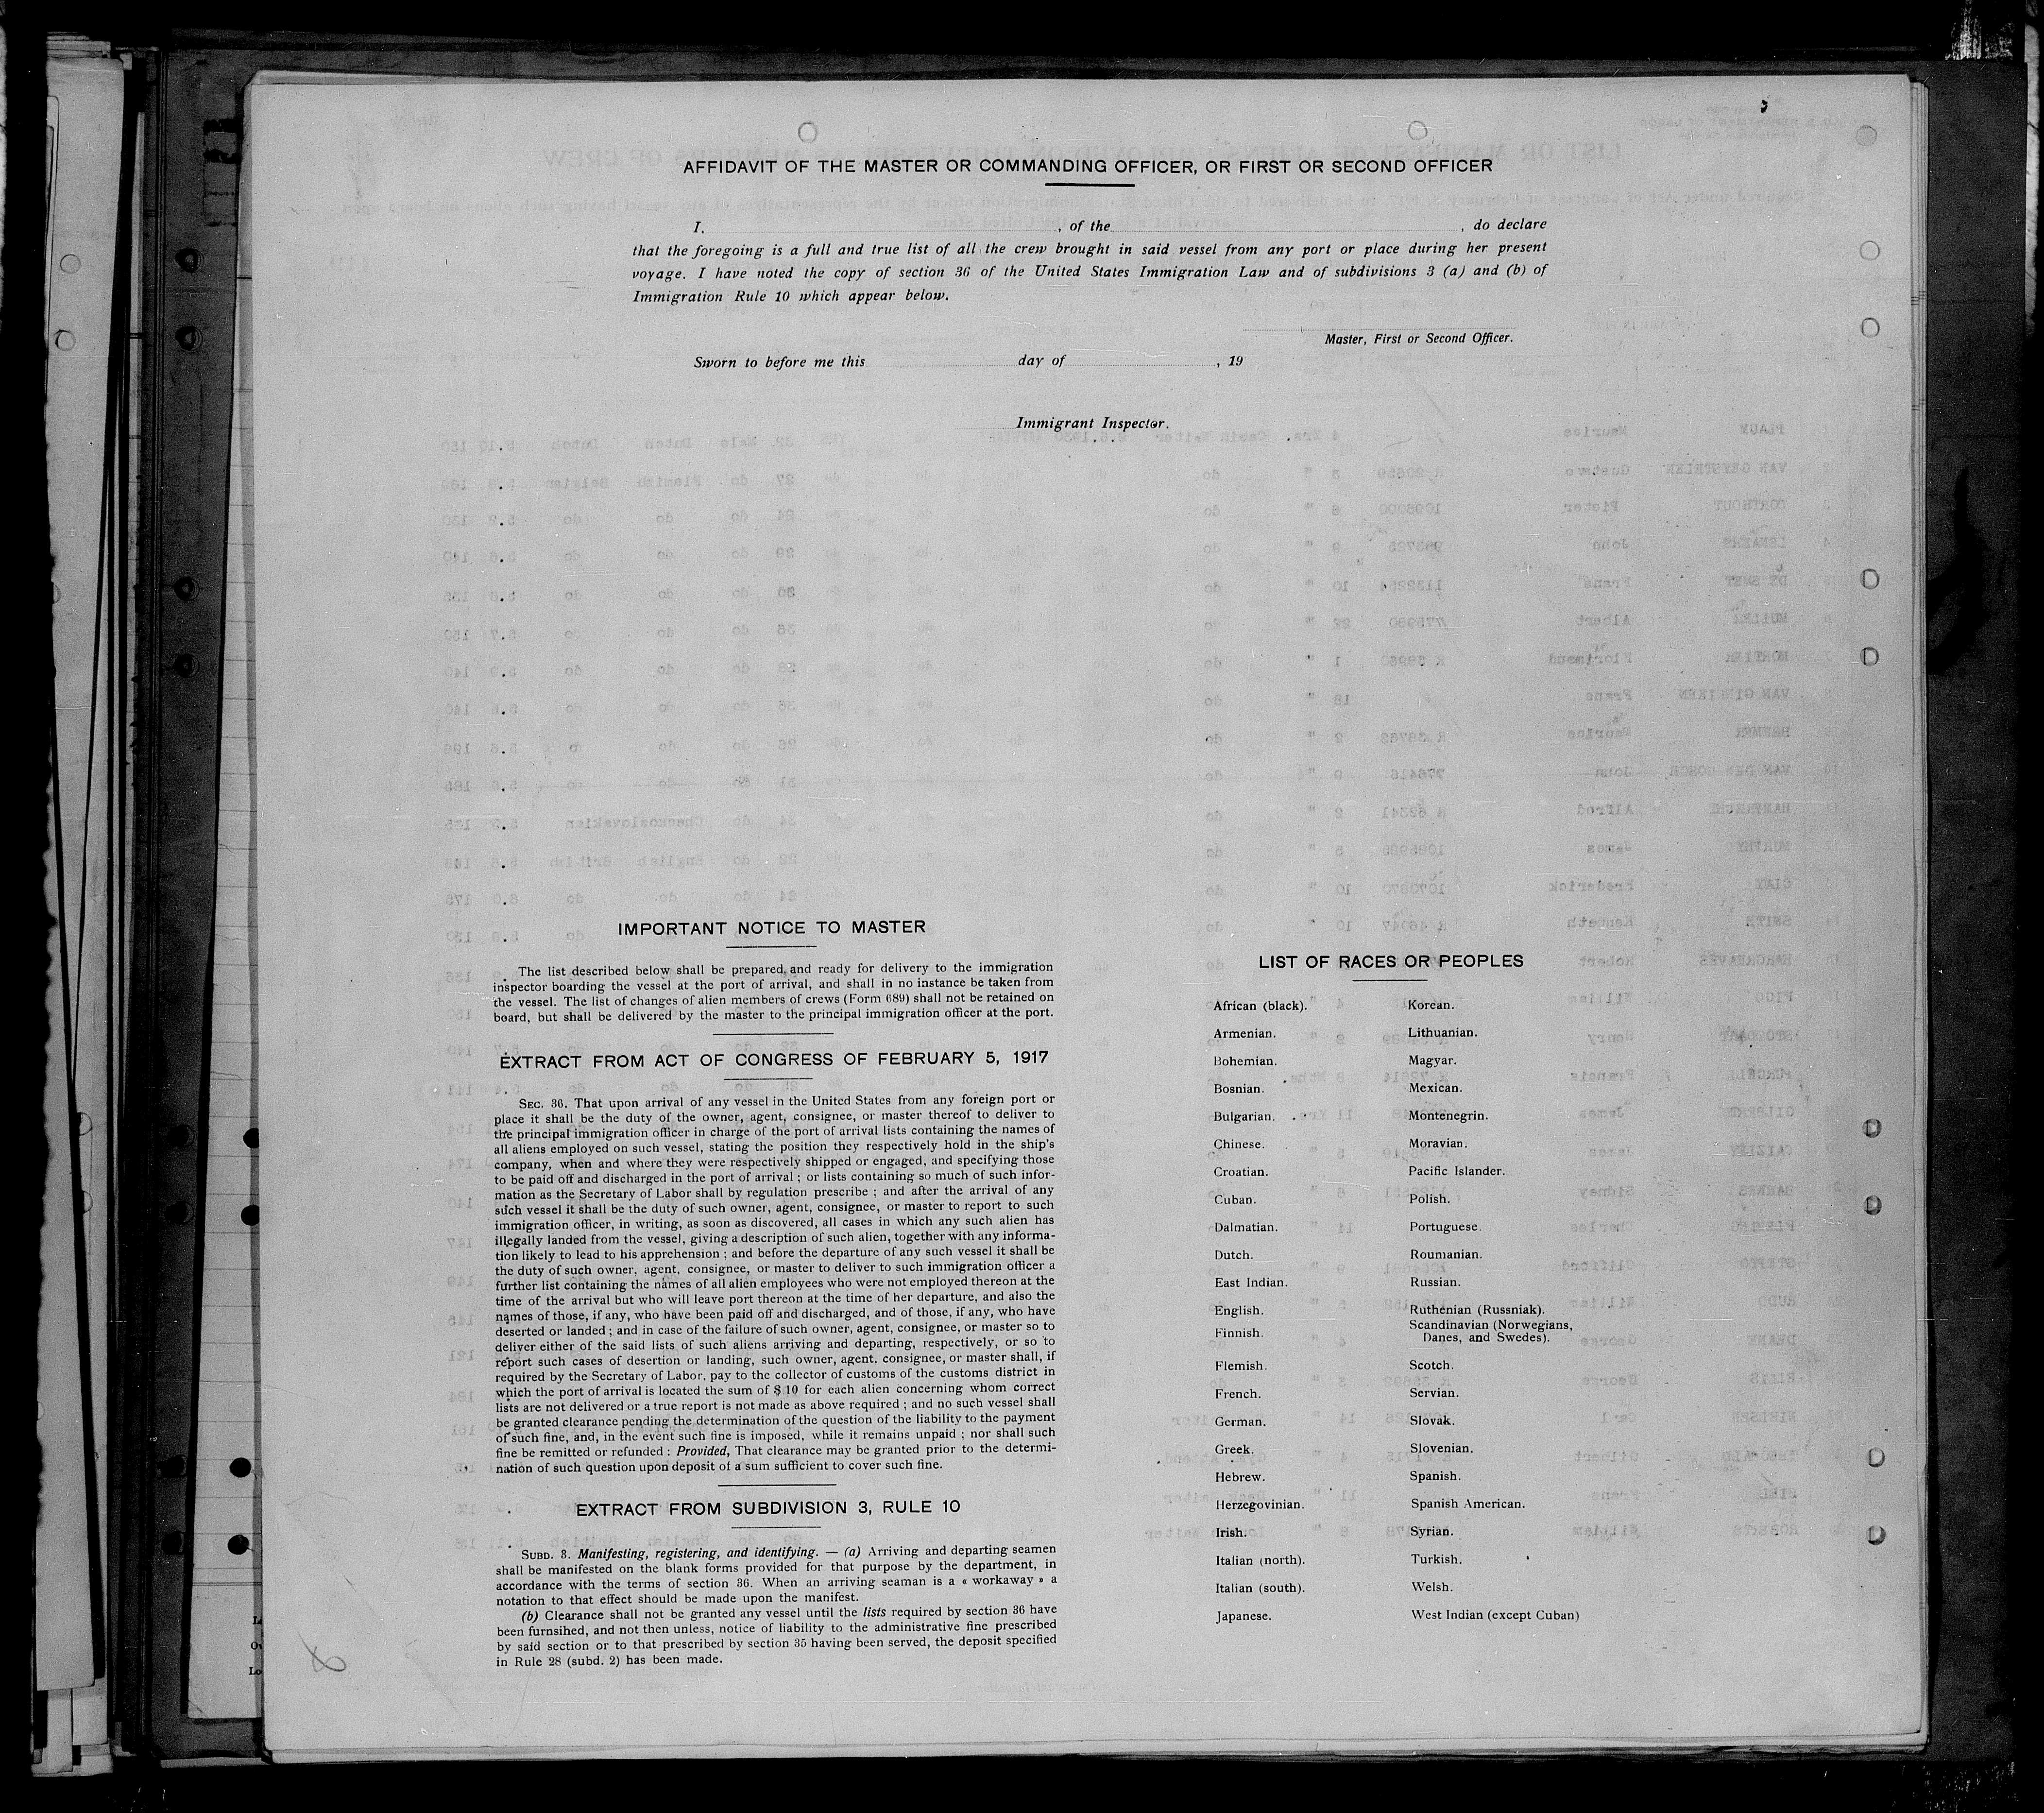 AFFIDAVIT OF THE MASTER OR COMMANDING OFFICER, OR FIRST OR SECOND OFFICER
I, , of the , do declare
that the foregoing is a full and true list of all the crew brought in said vessel from any port or place during her present
voyage. I have noted the copy of section 36 of the United States Immigration Law and of subdivisions 3 (a) and (b) of
Immigration Rule 10 which appear below.
Master, First or Second Officer.
Sworn to before me this day of , 19
Immigrant Inspector.
IMPORTANT NOTICE TO MASTER
The list described below shall be prepared and ready for delivery to the immigration
inspector boarding the vessel at the port of arrival, and shall in no instance be taken from
the vessel. The list of changes of alien members of crews (Form 689) shall not be retained on
board, but shall be delivered by the master to the principal immigration officer at the port.
EXTRACT FROM ACT OF CONGRESS OF FEBRUARY 5, 1917
SEC. 36. That upon arrival of any vessel in the United States from any foreign port or
place it shall be the duty of the owner, agent, consignee, or master thereof to deliver to
the principal immigration officer in charge of the port of arrival lists containing the names of
all aliens employed on such vessel, stating the position they respectively hold in the ship's
company, when and where they were respectively shipped or engaged, and specifying those
to be paid off and discharged in the port of arrival ; or lists containing so much of such infor-
mation as the Secretary of Labor shall by regulation prescribe ; and after the arrival of any
such vessel it shall be the duty of such owner, agent, consignee, or master to report to such
immigration officer, in writing, as soon as discovered, all cases in which any such alien has
illegally landed from the vessel, giving a description of such alien, together with any informa-
tion likely to lead to his apprehension ; and before the departure of any such vessel it shall be
the duty of such owner, agent, consignee, or master to deliver to such immigration officer a
further list containing the names of all alien employees who were not employed thereon at the
time of the arrival but who will leave port thereon at the time of her departure, and also the
names of those, if any, who have been paid off and discharged, and of those, if any, who have
deserted or landed ; and in case of the failure of such owner, agent, consignee, or master so to
deliver either of the said lists of such aliens arriving and departing, respectively, or so to
report such cases of desertion or landing, such owner, agent, consignee, or master shall, if
required by the Secretary of Labor, pay to the collector of customs of the customs district in
which the port of arrival is located the sum of $ 10 for each alien concerning whom correct
lists are not delivered or a true report is not made as above required ; and no such vessel shall
be granted clearance pending the determination of the question of the liability to the payment
of such fine, and, in the event such fine is imposed, while it remains unpaid ; nor shall such
fine be remitted or refunded : Provided, That clearance may be granted prior to the determi-
nation of such question upon deposit of a sum sufficient to cover such fine.
EXTRACT FROM SUBDIVISION 3, RULE 10
SUBD. 3. Manifesting, registering, and identifying. — (a) Arriving and departing seamen
shall be manifested on the blank forms provided for that purpose by the department, in
accordance with the terms of section 36. When an arriving seaman is a « workaway » a
notation to that effect should be made upon the manifest.
(b) Clearance shall not be granted any vessel until the lists required by section 36 have
been furnsihed, and not then unless, notice of liability to the administrative fine prescribed
by said section or to that prescribed by section 35 having been served, the deposit specified
in Rule 28 (subd. 2) has been made.
LIST OF RACES OR PEOPLES
African (black).
Armenian.
Bohemian.
Bosnian.
Bulgarian.
Chinese.
Croatian.
Cuban.
Dalmatian.
Dutch.
East Indian.
English.
Finnish.
Flemish.
French.
German.
Greek.
Hebrew.
Herzegovinian.
Irish.
Italian (north).
Italian (south).
Japanese.
Korean.
Lithuanian.
Magyar.
Mexican.
Montenegrin.
Moravian.
Pacific Islander.
Polish.
Portuguese.
Roumanian.
Russian.
Ruthenian (Russniak).
Scandinavian (Norwegians,
Danes, and Swedes).
Scotch.
Servian.
Slovak.
Slovenian.
Spanish.
Spanish American.
Syrian.
Turkish.
Welsh.
West Indian (except Cuban)